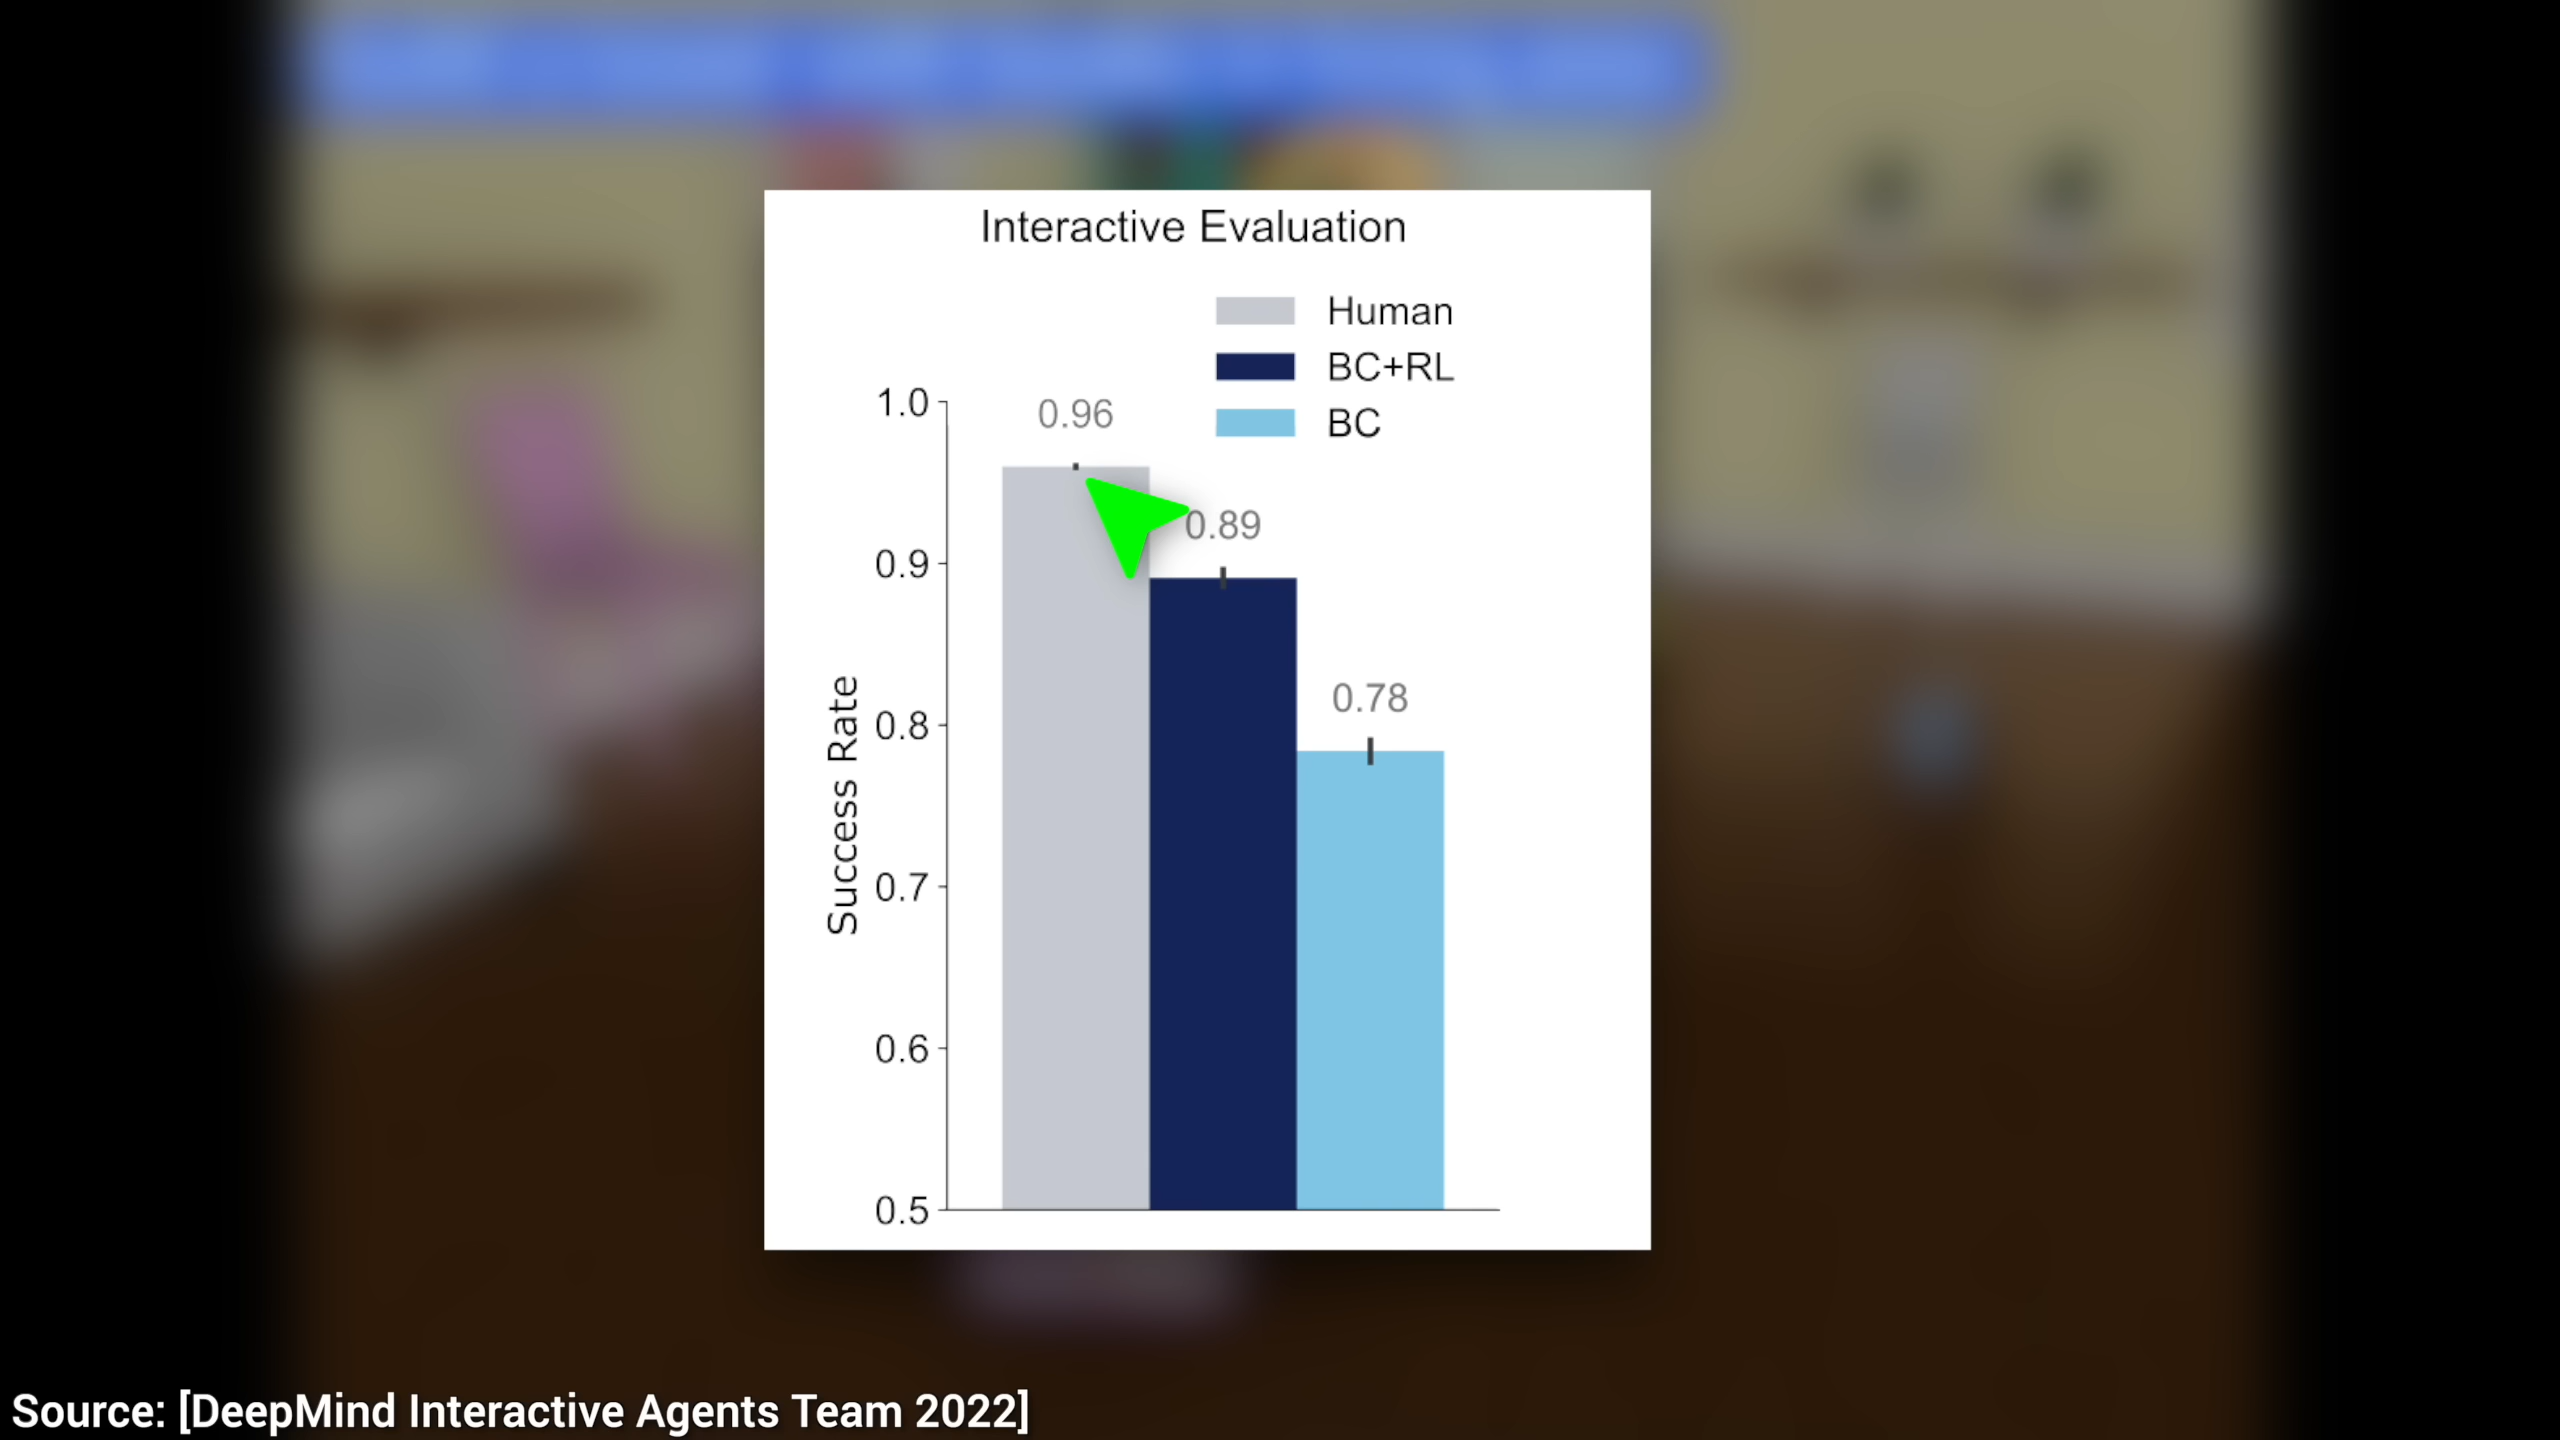 Interactive Evaluation
Human
BC+RL
BC
1.0
0.96
0.89
0.9
0.78
0.8
Success Rate
0.7
0.6
0.5
Source: [DeepMind Interactive Agents Team 2022]